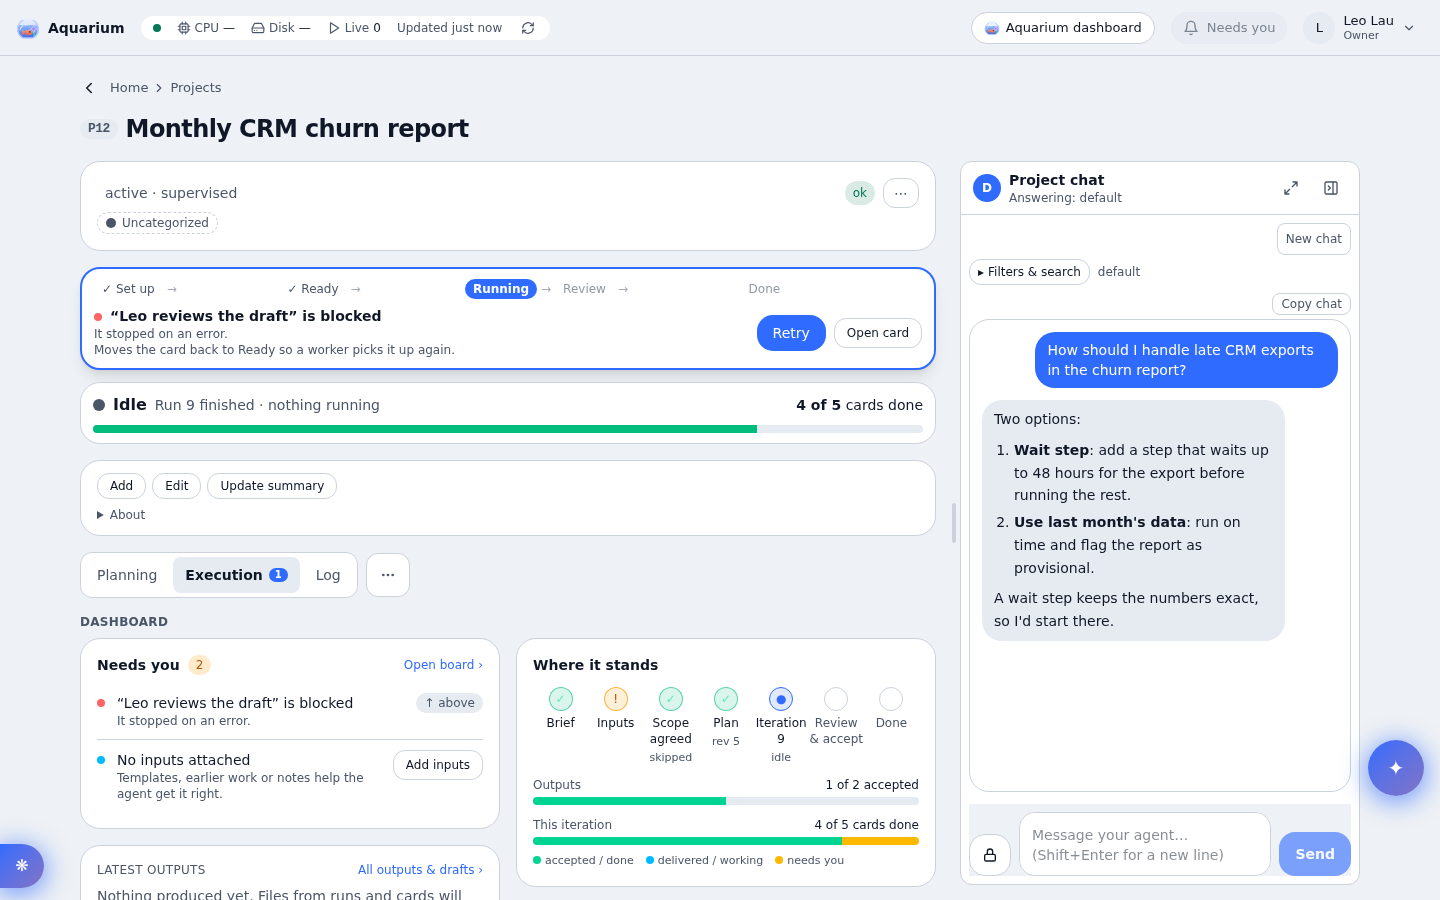 Aquarium
CPU —
Disk —
Live 0
Updated just now
Aquarium dashboard
Needs you
L
Leo Lau
Owner
Home > Projects
P12 Monthly CRM churn report
active · supervised
ok
...
Uncategorized
✓ Set up →
✓ Ready →
Running →
Review →
Done
“Leo reviews the draft” is blocked
It stopped on an error.
Moves the card back to Ready so a worker picks it up again.
Retry
Open card
Idle Run 9 finished · nothing running
4 of 5 cards done
Add
Edit
Update summary
▶ About
Planning
Execution 1
Log
...
DASHBOARD
Needs you 2
Open board ›
“Leo reviews the draft” is blocked
It stopped on an error.
↑ above
No inputs attached
Templates, earlier work or notes help the
agent get it right.
Add inputs
LATEST OUTPUTS
All outputs & drafts ›
Nothing produced yet. Files from runs and cards will
Where it stands
✓ ! ✓ ✓
Brief
Inputs
Scope
agreed
skipped
Plan
rev 5
Iteration
9
idle
Review
& accept
Done
Outputs
1 of 2 accepted
This iteration
4 of 5 cards done
accepted / done
delivered / working
needs you
D
Project chat
Answering: default
New chat
▸ Filters & search
default
Copy chat
How should I handle late CRM exports
in the churn report?
Two options:
1. Wait step: add a step that waits up
to 48 hours for the export before
running the rest.
2. Use last month's data: run on
time and flag the report as
provisional.
A wait step keeps the numbers exact,
so I'd start there.
Message your agent…
(Shift+Enter for a new line)
Send